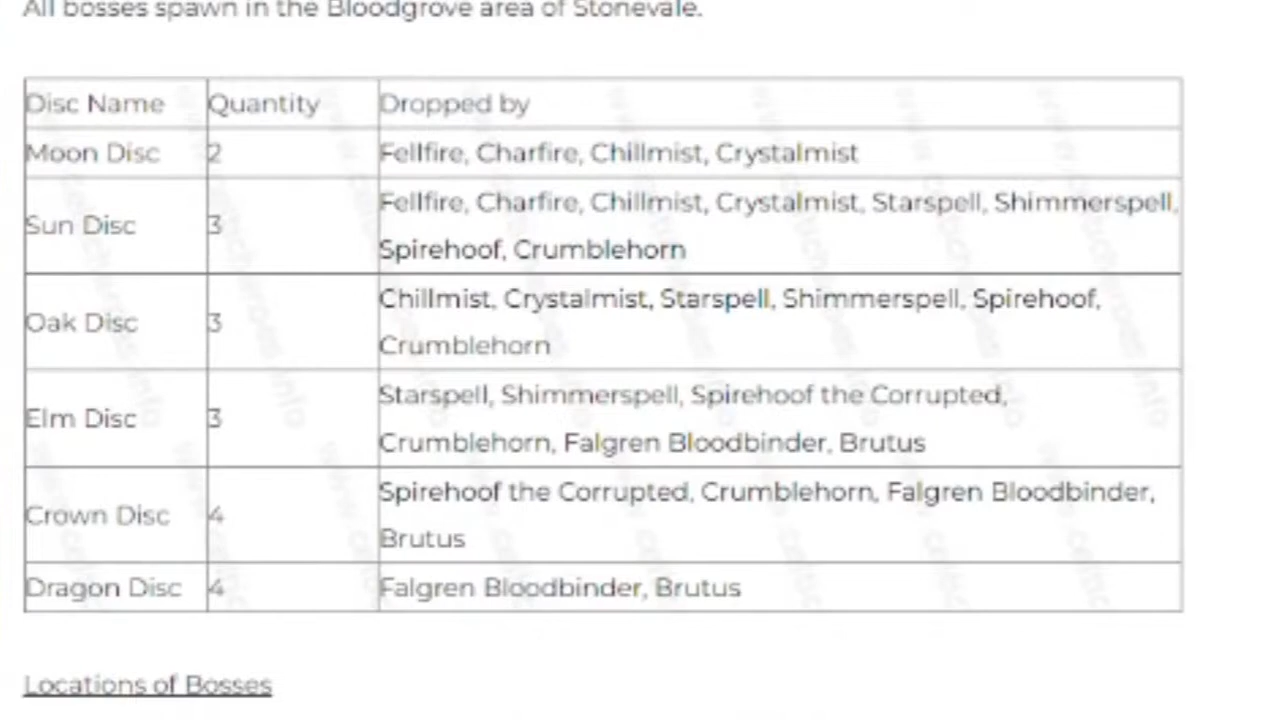 All bosses spawn in the Bloodgrove area of Stonevale.
Disc Name Quantity Dropped by
Moon Disc 2 Fellfire, Charfire, Chillmist, Crystalmist
Sun Disc 3 Fellfire, Charfire, Chillmist, Crystalmist, Starspell, Shimmerspell,
Spirehoof, Crumblehorn
Oak Disc 3 Chillmist, Crystalmist, Starspell, Shimmerspell, Spirehoof,
Crumblehorn
Elm Disc 3 Starspell, Shimmerspell, Spirehoof the Corrupted,
Crumblehorn, Falgren Bloodbinder, Brutus
Crown Disc 4 Spirehoof the Corrupted, Crumblehorn, Falgren Bloodbinder,
Brutus
Dragon Disc 4 Falgren Bloodbinder, Brutus
Locations of Bosses